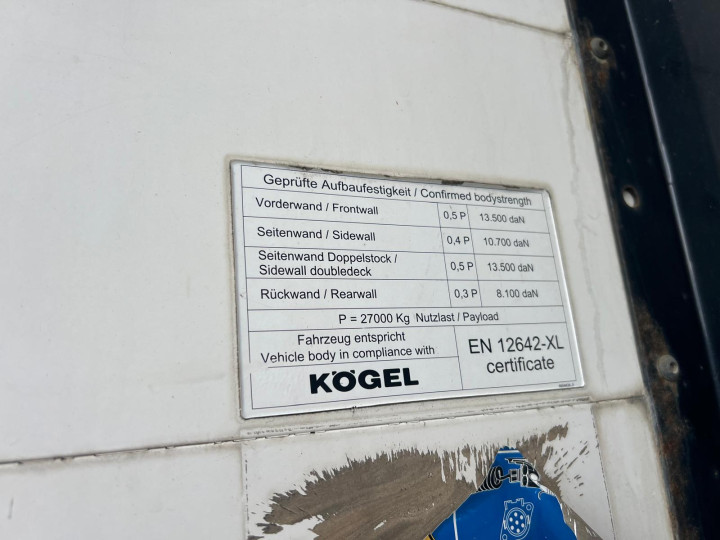 Geprüfte Aufbaufestigkeit / Confirmed bodystrength
Vorderwand / Frontwall 0,5 P 13.500 daN
Seitenwand / Sidewall 0,4 P 10.700 daN
Seitenwand Doppelstock /
Sidewall doubledeck 0,5 P 13.500 daN
Rückwand / Rearwall 0,3 P 8.100 daN
P = 27000 Kg Nutzlast / Payload
Fahrzeug entspricht
Vehicle body in compliance with
KÖGEL
EN 12642-XL
certificate